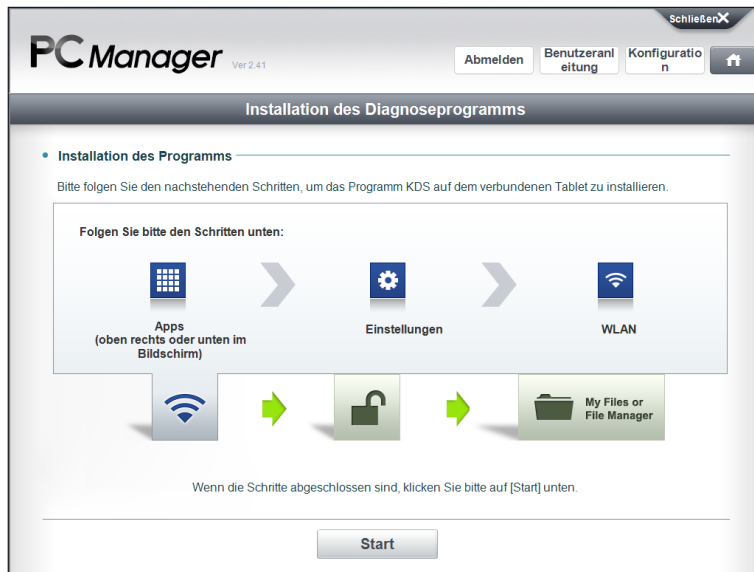 Schließen
PC Manager Ver 2.41
Abmelden
Benutzeranl
eitung
Konfiguratio
n
Installation des Diagnoseprogramms
Installation des Programms
Bitte folgen Sie den nachstehenden Schritten, um das Programm KDS auf dem verbundenen Tablet zu installieren.
Folgen Sie bitte den Schritten unten:
Apps
(oben rechts oder unten im
Bildschirm)
Einstellungen
WLAN
My Files or
File Manager
Wenn die Schritte abgeschlossen sind, klicken Sie bitte auf [Start] unten.
Start